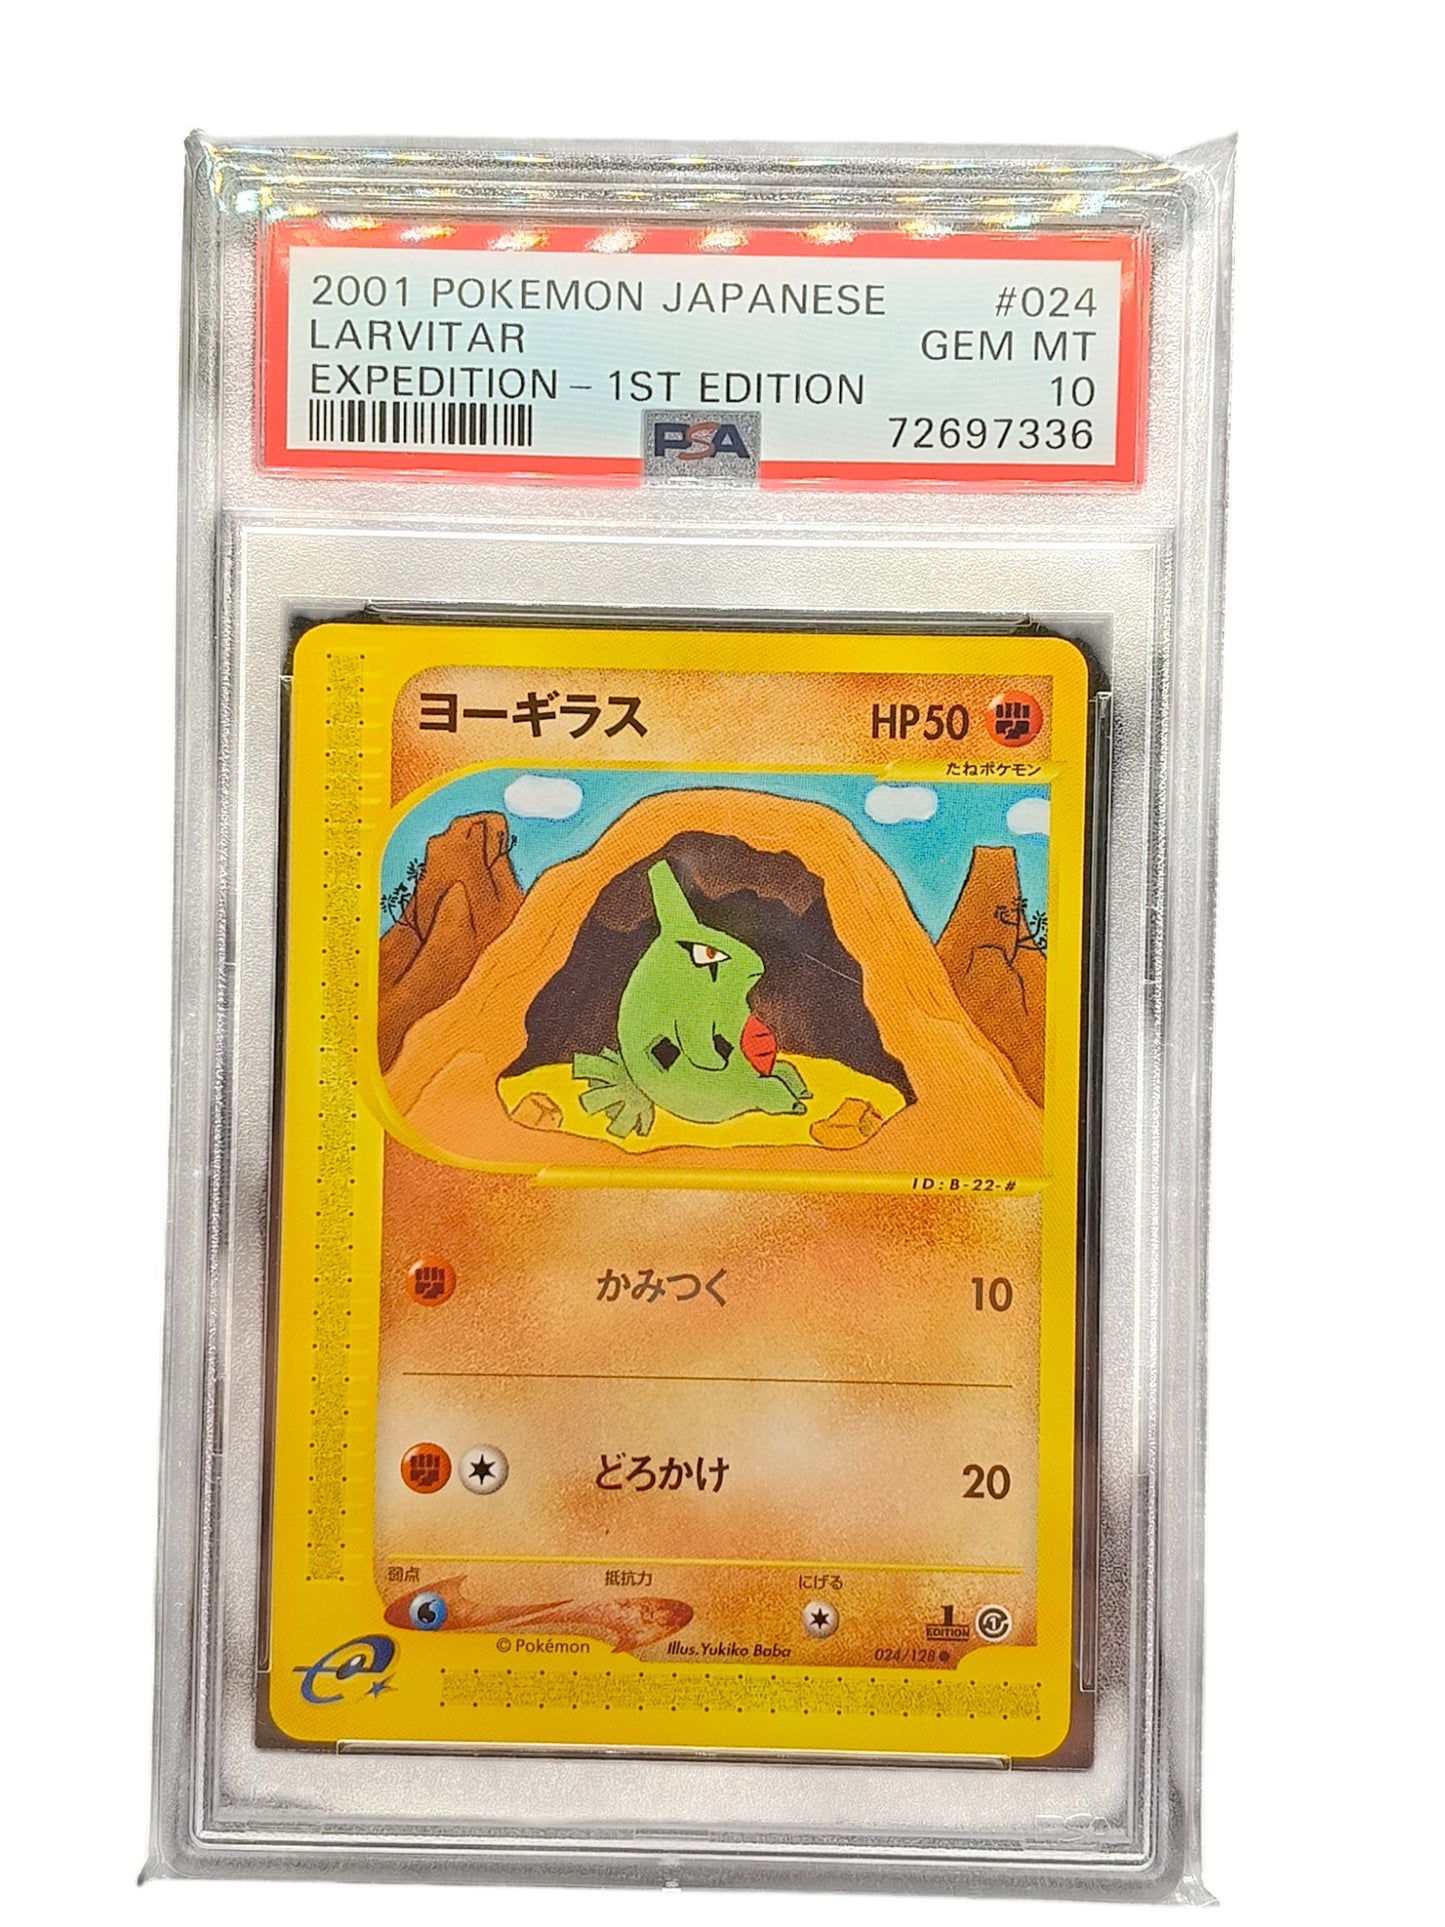 2001 POKEMON JAPANESE #024
LARVITAR GEM MT
EXPEDITION - 1ST EDITION 10
PSA 72697336
ヨーギラス HP50
たねポケモン
ID:B-22-#
かみつく 10
どろかけ 20
弱点 抵抗力 にげる
1 EDITION
© Pokémon Illus. Yukiko Baba 024/128 ●
e
PSA